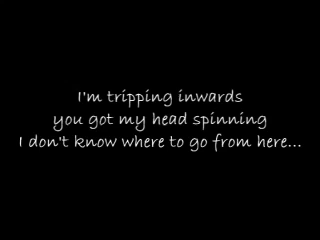 I'm tripping inwards
you got my head spinning
I don't know where to go from here...